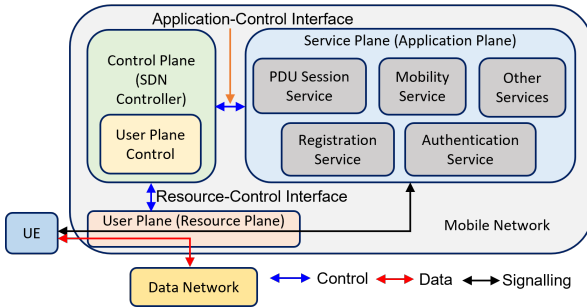 Application-Control Interface
Control Plane
(SDN
Controller)
User Plane
Control
Service Plane (Application Plane)
PDU Session
Service
Mobility
Service
Other
Services
Registration
Service
Authentication
Service
Resource-Control Interface
User Plane (Resource Plane)
Mobile Network
UE
Data Network
Control
Data
Signalling